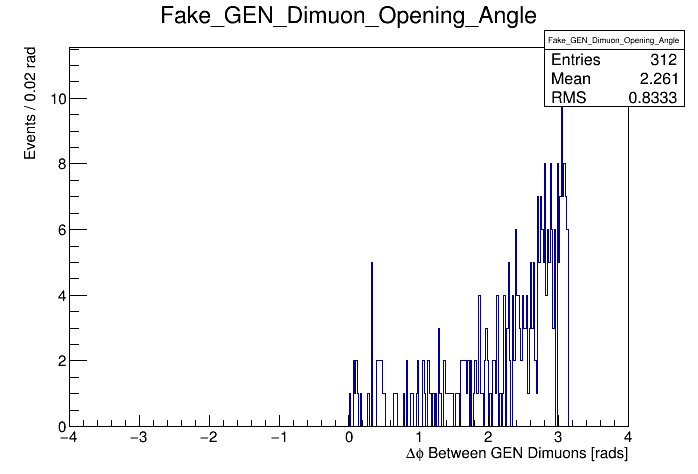 Fake_GEN_Dimuon_Opening_Angle
Fake_GEN_Dimuon_Opening_Angle
Entries 312
Mean 2.261
RMS 0.8333
Events / 0.02 rad
10
8
6
4
2
0
−4 −3 −2 −1 0 1 2 3 4
Δϕ Between GEN Dimuons [rads]